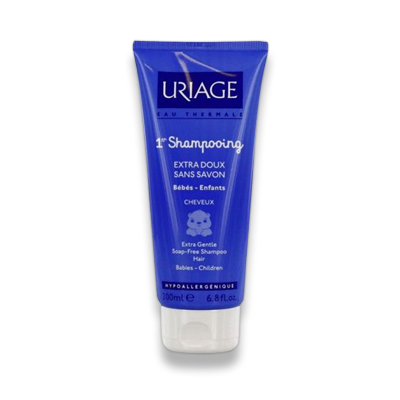 URIAGE
EAU THERMALE
1er Shampooing
EXTRA DOUX
SANS SAVON
Bébés - Enfants
CHEVEUX
Extra Gentle
Soap-Free Shampoo
Hair
Babies - Children
HYPOALLERGÉNIQUE
200ml e 6.8 fl.oz.